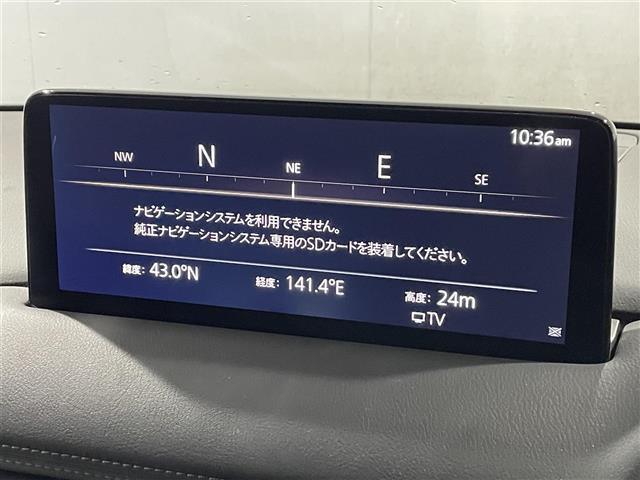 10:36am
NW N NE E SE
ナビゲーションシステムを利用できません。
純正ナビゲーションシステム専用のSDカードを装着してください。
緯度: 43.0°N 経度: 141.4°E 高度: 24m
TV